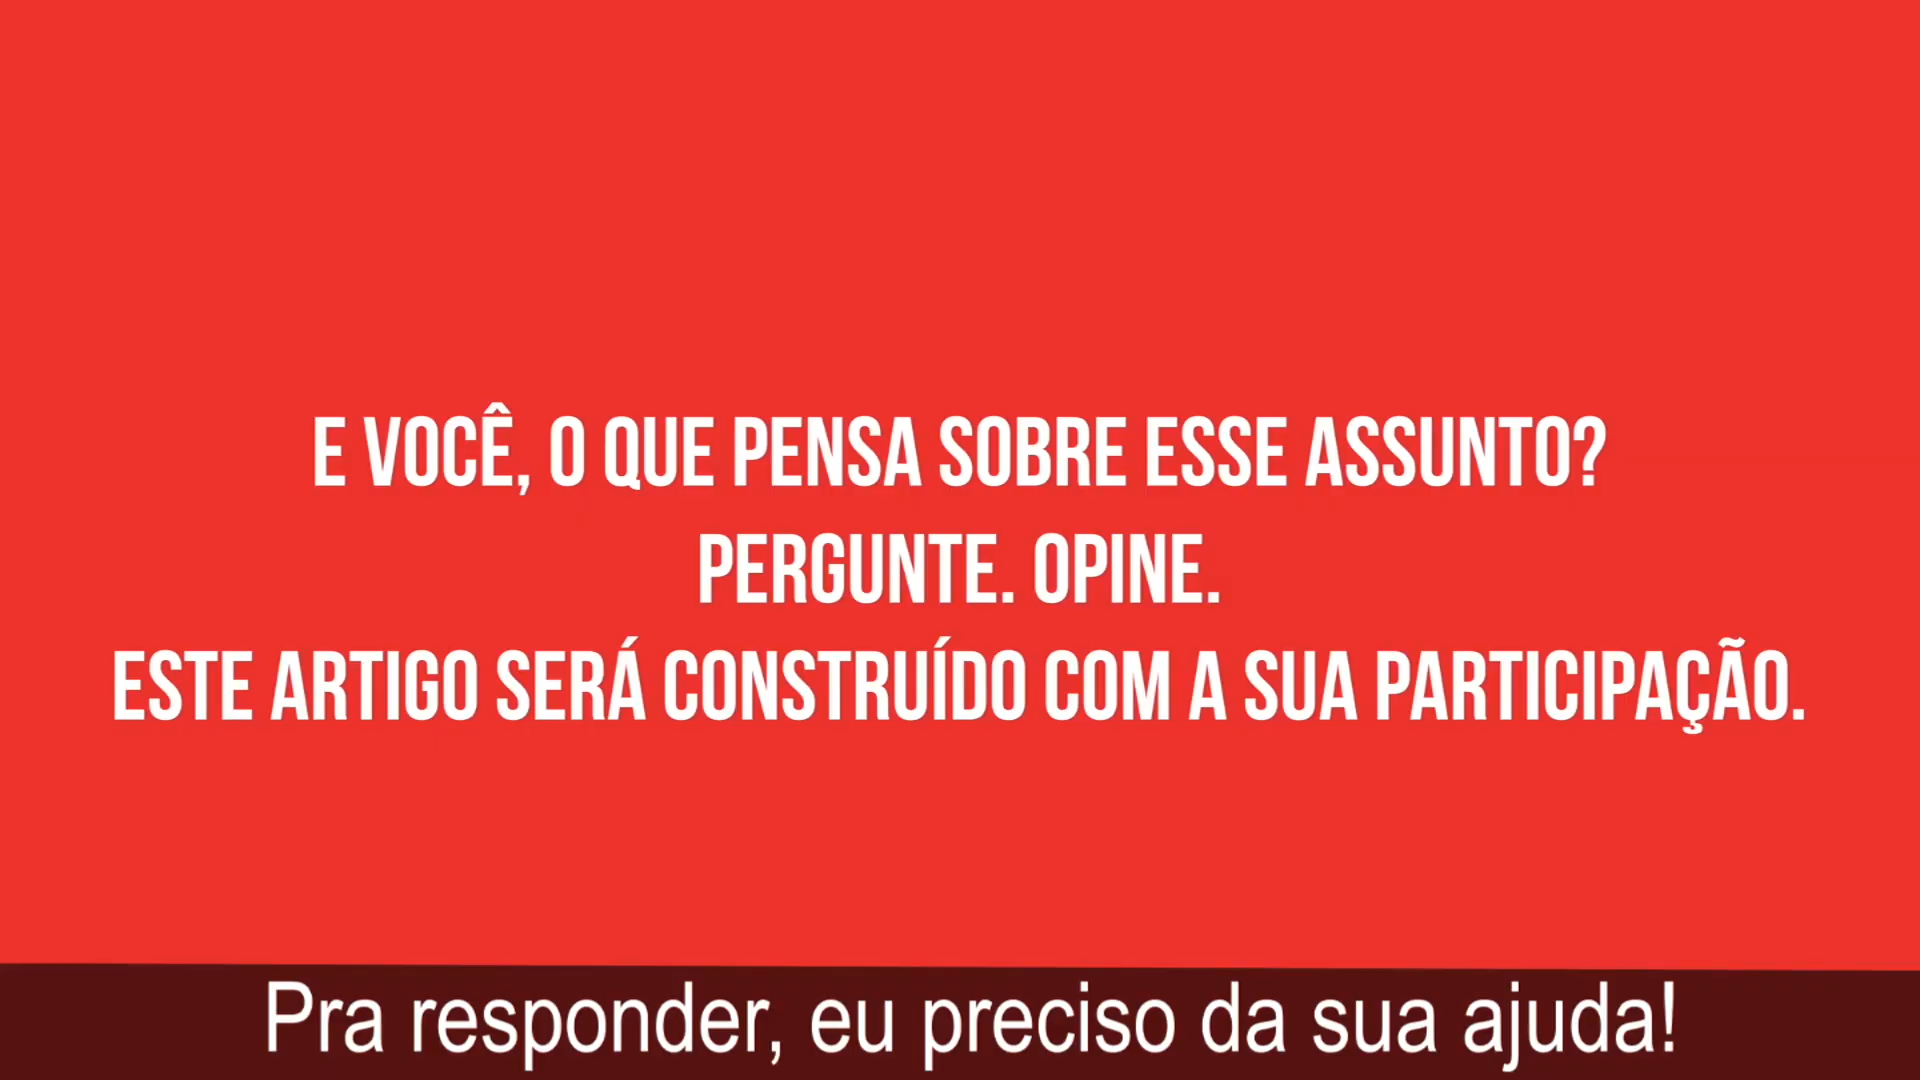 E VOCÊ, O QUE PENSA SOBRE ESSE ASSUNTO?
PERGUNTE. OPINE.
ESTE ARTIGO SERÁ CONSTRUÍDO COM A SUA PARTICIPAÇÃO.
Pra responder, eu preciso da sua ajuda!